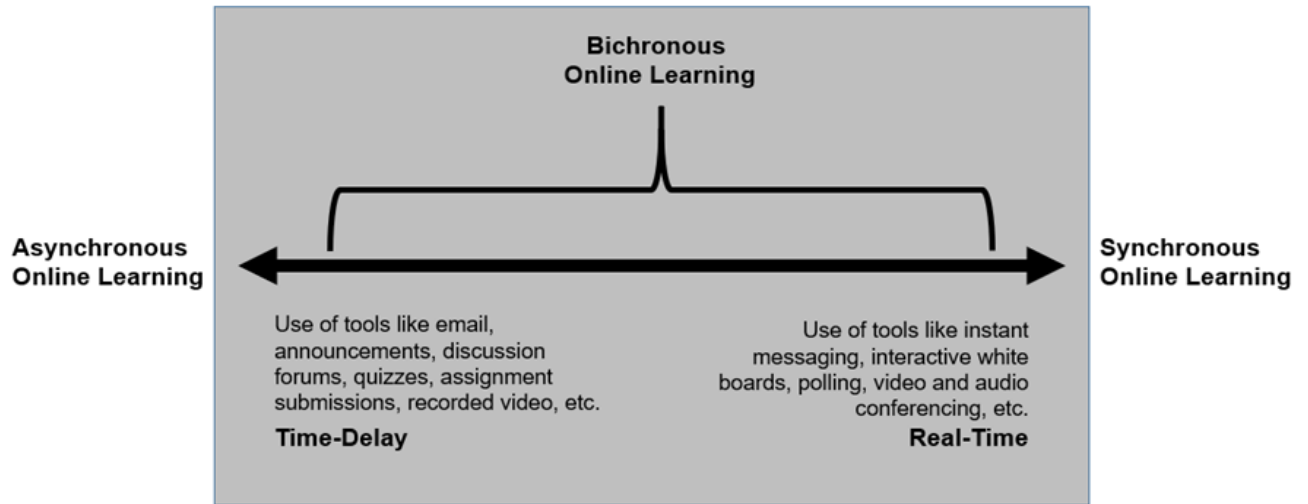 Bichronous
Online Learning
Asynchronous
Online Learning
Synchronous
Online Learning
Use of tools like email,
announcements, discussion
forums, quizzes, assignment
submissions, recorded video, etc.
Time-Delay
Use of tools like instant
messaging, interactive white
boards, polling, video and audio
conferencing, etc.
Real-Time